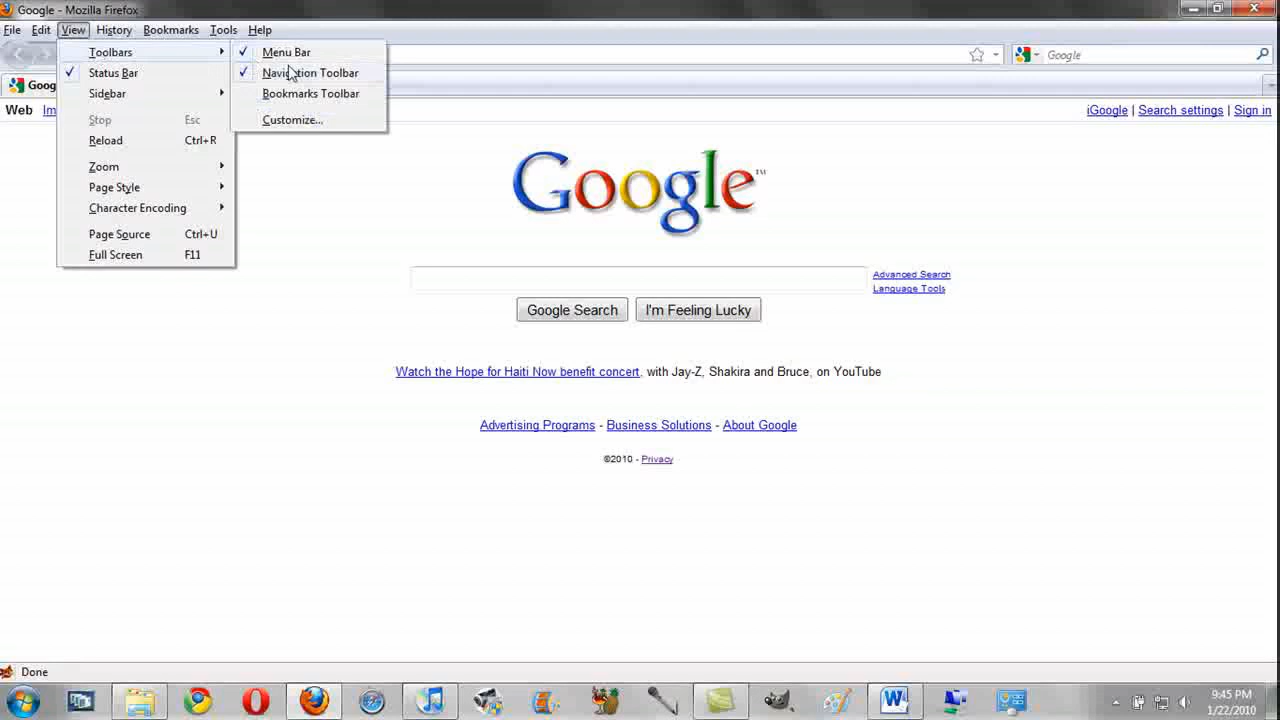 Google - Mozilla Firefox
File Edit View History Bookmarks Tools Help
Toolbars
Menu Bar
Google
Status Bar
Navigation Toolbar
Goog
Sidebar
Bookmarks Toolbar
Web Im
iGoogle | Search settings | Sign in
Stop Esc
Customize...
Reload Ctrl+R
Zoom
Page Style
Character Encoding
Page Source Ctrl+U
Full Screen F11
Google™
Advanced Search
Language Tools
Google Search I'm Feeling Lucky
Watch the Hope for Haiti Now benefit concert. with Jay-Z, Shakira and Bruce, on YouTube
Advertising Programs - Business Solutions - About Google
©2010 - Privacy
Done
W
9:45 PM
1/22/2010